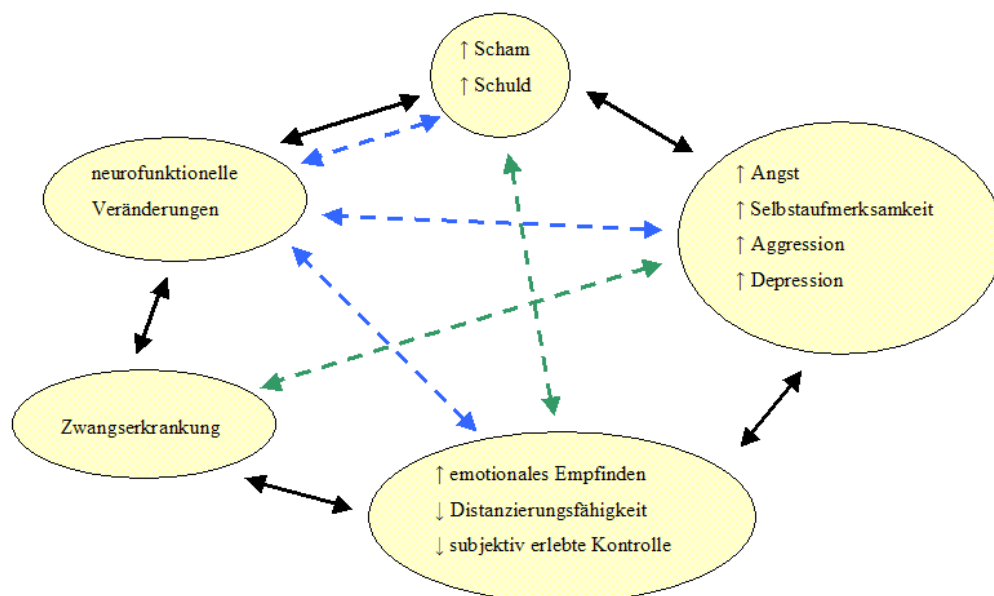 ↑ Scham
↑ Schuld
neurofunktionelle
Veränderungen
↑ Angst
↑ Selbstaufmerksamkeit
↑ Aggression
↑ Depression
Zwangserkrankung
↑ emotionales Empfinden
↓ Distanzierungsfähigkeit
↓ subjektiv erlebte Kontrolle